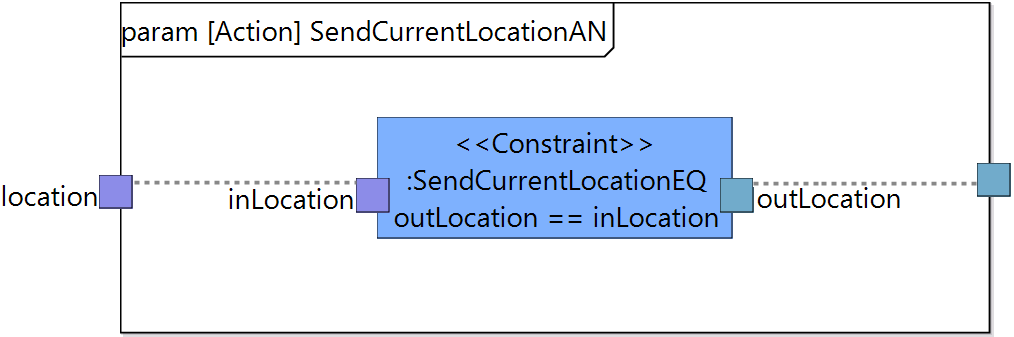 param [Action] SendCurrentLocationAN
<<Constraint>>
:SendCurrentLocationEQ
location
inLocation
outLocation == inLocation
outLocation